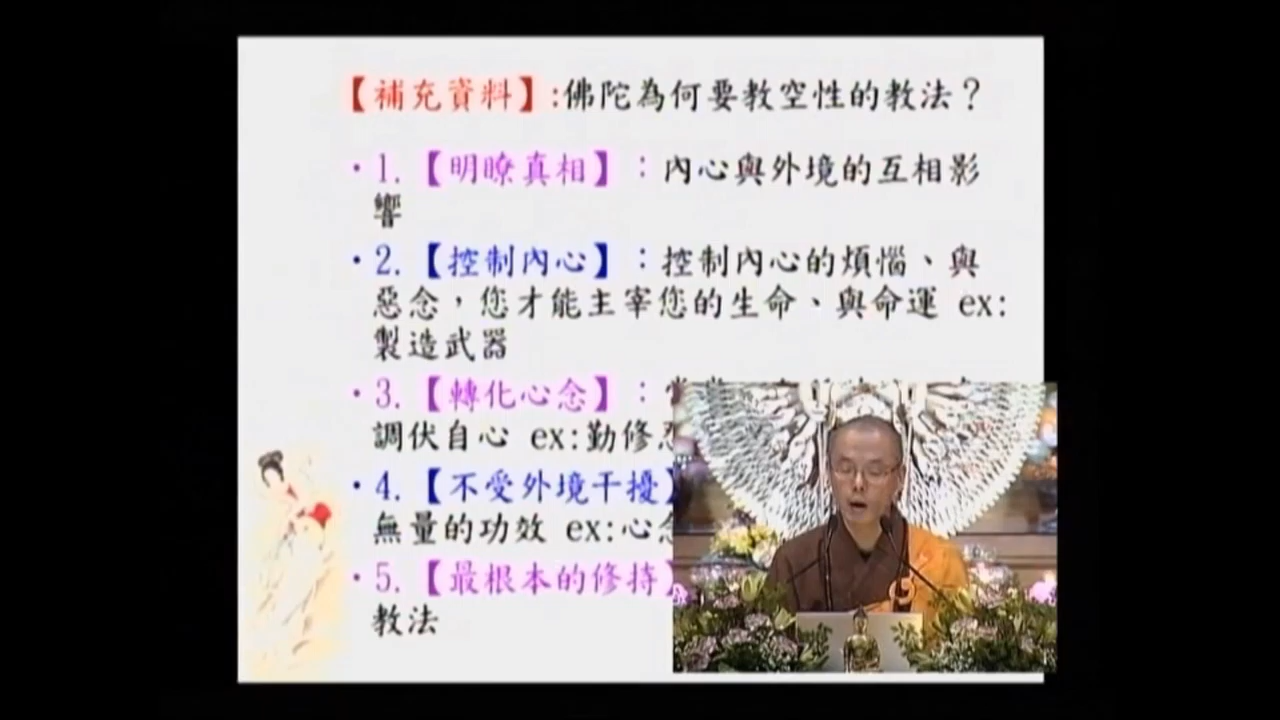 【補充資料】:佛陀為何要教空性的教法？
·1.【明瞭真相】：內心與外境的互相影
響
·2.【控制內心】：控制內心的煩惱、與
惡念，您才能主宰您的生命、與命運 ex:
製造武器
·3.【轉化心念】：
調伏自心 ex:勤修
·4.【不受外境干擾】
無量的功效 ex:心
·5.【最根本的修持】
教法